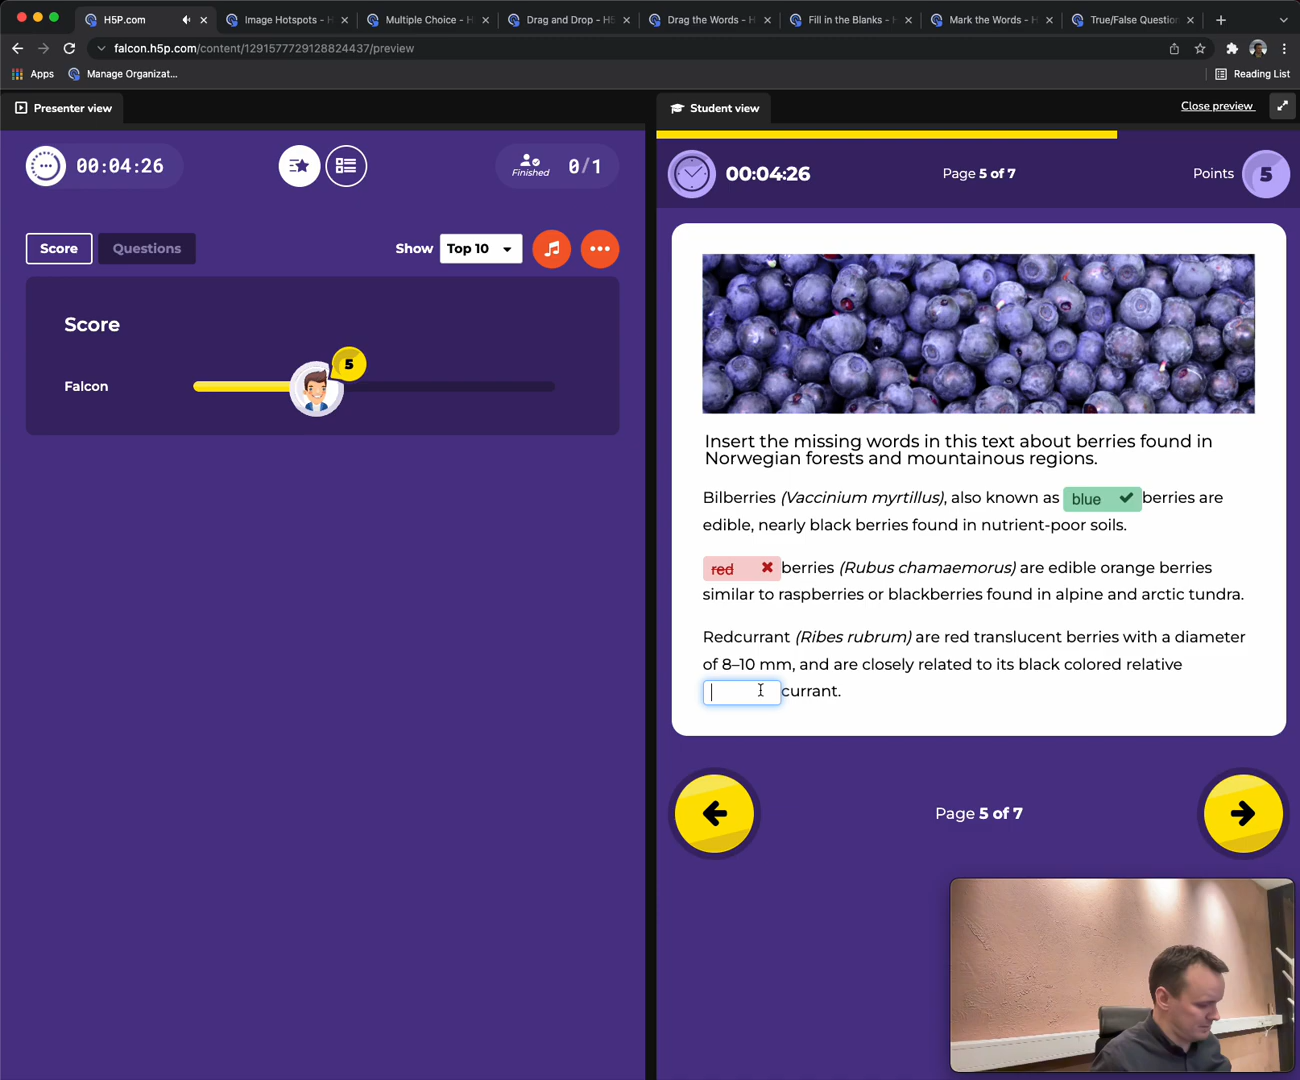 H5P.com
Image Hotspots - H
Multiple Choice - H
Drag and Drop - H5
Drag the Words - H
Fill in the Blanks - H
Mark the Words - H
True/False Question
falcon.h5p.com/content/1291577729128824437/preview
Apps
Manage Organizat...
Reading List
Presenter view
Student view
Close preview
00:04:26
Finished
0/1
00:04:26
Page 5 of 7
Points
5
Score
Questions
Show
Top 10
Score
5
Falcon
Insert the missing words in this text about berries found in
Norwegian forests and mountainous regions.
Bilberries (Vaccinium myrtillus), also known as blue berries are
edible, nearly black berries found in nutrient-poor soils.
red berries (Rubus chamaemorus) are edible orange berries
similar to raspberries or blackberries found in alpine and arctic tundra.
Redcurrant (Ribes rubrum) are red translucent berries with a diameter
of 8–10 mm, and are closely related to its black colored relative
currant.
Page 5 of 7